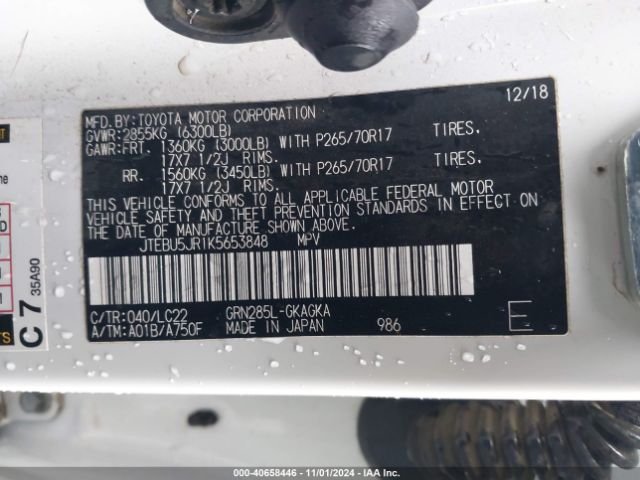 MFD.BY:TOYOTA MOTOR CORPORATION 12/18
GVWR:2855KG (6300LB)
GAWR:FRT. 1360KG (3000LB) WITH P265/70R17 TIRES,
17X7 1/2J RIMS.
RR. 1560KG (3450LB) WITH P265/70R17 TIRES,
17X7 1/2J RIMS.
THIS VEHICLE CONFORMS TO ALL APPLICABLE FEDERAL MOTOR
VEHICLE SAFETY AND THEFT PREVENTION STANDARDS IN EFFECT ON
THE DATE OF MANUFACTURE SHOWN ABOVE.
JTEBU5JR1K5653848 MPV
C/TR:040/LC22 GRN285L-GKAGKA
A/TM:A01B/A750F MADE IN JAPAN 986 E
C 7 35A90
000-40658446 - 11/01/2024 - IAA Inc.